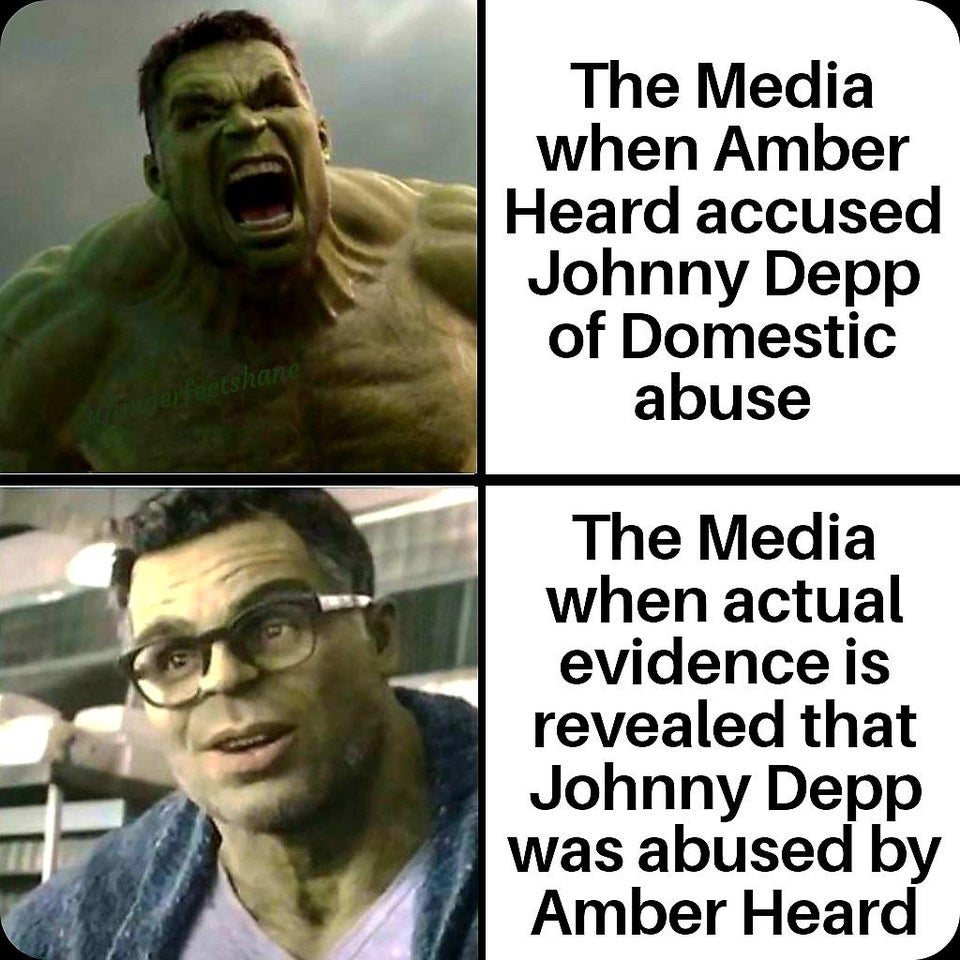 The Media
when Amber
Heard accused
Johnny Depp
of Domestic
abuse
The Media
when actual
evidence is
revealed that
Johnny Depp
was abused by
Amber Heard